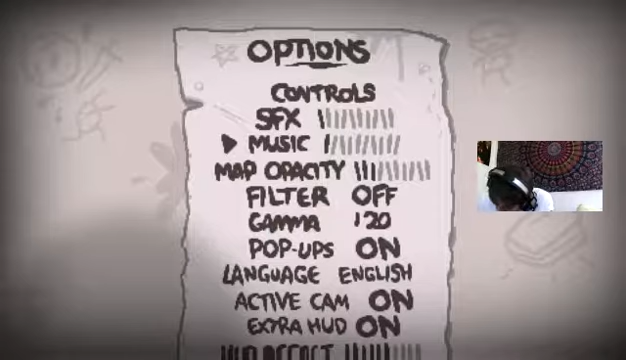 OPTIONS
CONTROLS
SFX
MUSIC
MAP OPACITY
FILTER OFF
GAMMA 120
POP-UPS ON
LANGUAGE ENGLISH
ACTIVE CAM ON
EXTRA HUD ON